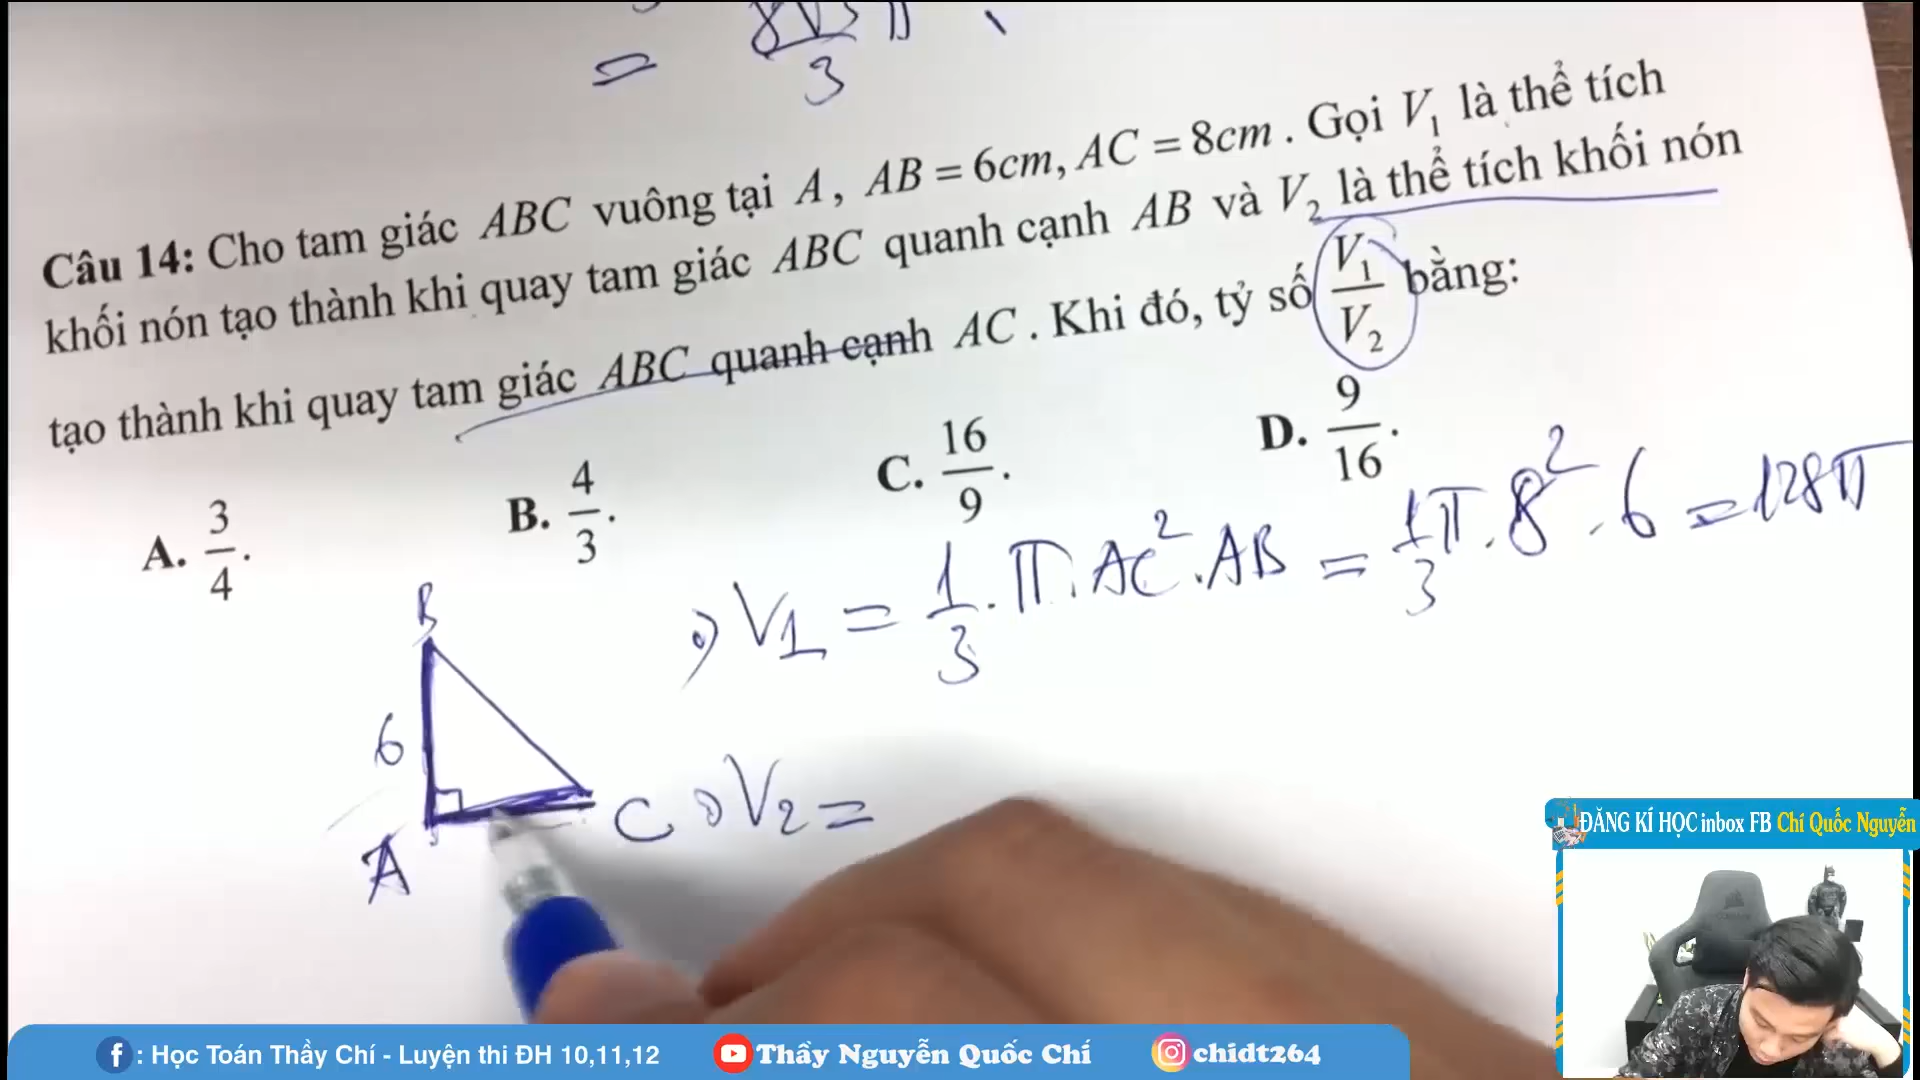 = 8√3/3 π
Câu 14: Cho tam giác ABC vuông tại A, AB = 6cm, AC = 8cm. Gọi V₁ là thể tích
khối nón tạo thành khi quay tam giác ABC quanh cạnh AB và V₂ là thể tích khối nón
tạo thành khi quay tam giác ABC quanh cạnh AC. Khi đó, tỷ số V₁/V₂ bằng:
A. 3/4. B. 4/3. C. 16/9. D. 9/16.
V1 = 1/3 . π. AC². AB = 1/3 π. 8² . 6 = 128π
B
6
A
C
V2 =
ĐĂNG KÍ HỌC inbox FB Chí Quốc Nguyễn
: Học Toán Thầy Chí - Luyện thi ĐH 10,11,12
Thầy Nguyễn Quốc Chí
chidt264